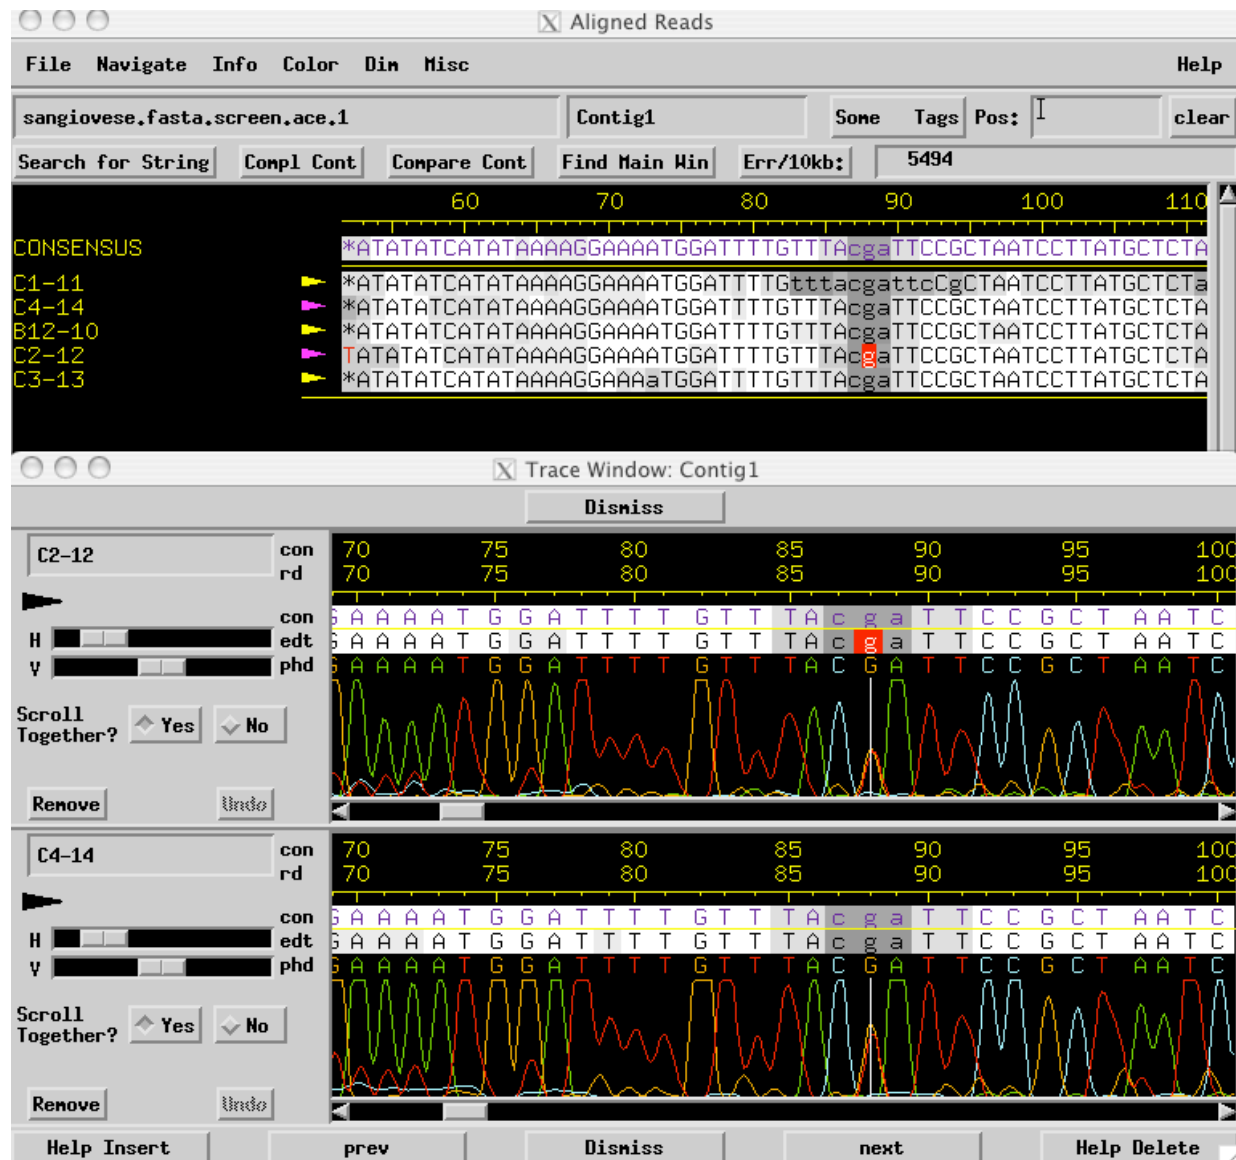 Aligned Reads
File Navigate Info Color Dim Misc Help
sangiovese.fasta.screen.ace.1 Contig1 Some Tags Pos: clear
Search for String Compl Cont Compare Cont Find Main Win Err/10kb: 5494
60 70 80 90 100 110
CONSENSUS *ATATATCATATAAAAGGAAAATGGATTTTGTTTAcgaTTCCGCTAATCCTTATGCTCTA
C1-11 *ATATATCATATAAAAGGAAAATGGATTTTGtttacgattcCgCTAATCCTTATGCTCTa
C4-14 *ATATATCATATAAAAGGAAAATGGATTTTGTTTAcgaTTCCGCTAATCCTTATGCTCTA
B12-10 *ATATATCATATAAAAGGAAAATGGATTTTGTTTAcgaTTCCGCTAATCCTTATGCTCTA
C2-12 TATATATCATATAAAAGGAAAATGGATTTTGTTTAcgaTTCCGCTAATCCTTATGCTCTA
C3-13 *ATATATCATATAAAAGGAAAaTGGATTTTGTTTAcgaTTCCGCTAATCCTTATGCTCTA
Trace Window: Contig1
Dismiss
C2-12 con 70 75 80 85 90 95 100
rd 70 75 80 85 90 95 100
con G A A A A T G G A T T T T G T T T A c g a T T C C G C T A A T C
H edt G A A A A T G G A T T T T G T T T A c g a T T C C G C T A A T C
V phd G A A A A T G G A T T T T G T T T A C G A T T C C G C T A A T C
Scroll
Together? Yes No
Remove Undo
C4-14 con 70 75 80 85 90 95 100
rd 70 75 80 85 90 95 100
con G A A A A T G G A T T T T G T T T A c g a T T C C G C T A A T C
H edt G A A A A T G G A T T T T G T T T A c g a T T C C G C T A A T C
V phd G A A A A T G G A T T T T G T T T A C G A T T C C G C T A A T C
Scroll
Together? Yes No
Remove Undo
Help Insert prev Dismiss next Help Delete